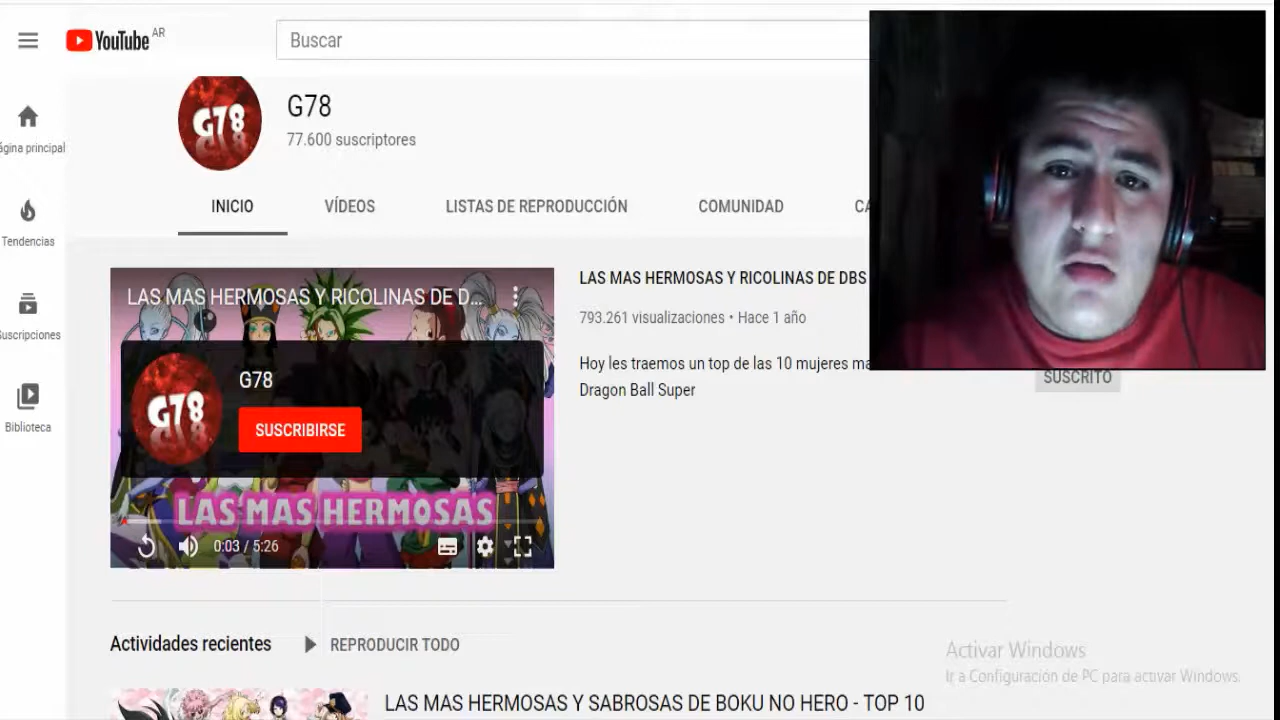 YouTube AR
Buscar
G78
G78
77.600 suscriptores
ágina principal
INICIO
VÍDEOS
LISTAS DE REPRODUCCIÓN
COMUNIDAD
CA
Tendencias
LAS MAS HERMOSAS Y RICOLINAS DE D...
LAS MAS HERMOSAS Y RICOLINAS DE DBS
793.261 visualizaciones • Hace 1 año
Suscripciones
Hoy les traemos un top de las 10 mujeres ma
Dragon Ball Super
SUSCRITO
G78
G78
SUSCRIBIRSE
Biblioteca
LAS MAS HERMOSAS
0:03 / 5:26
Actividades recientes
REPRODUCIR TODO
Activar Windows
Ir a Configuración de PC para activar Windows.
LAS MAS HERMOSAS Y SABROSAS DE BOKU NO HERO - TOP 10